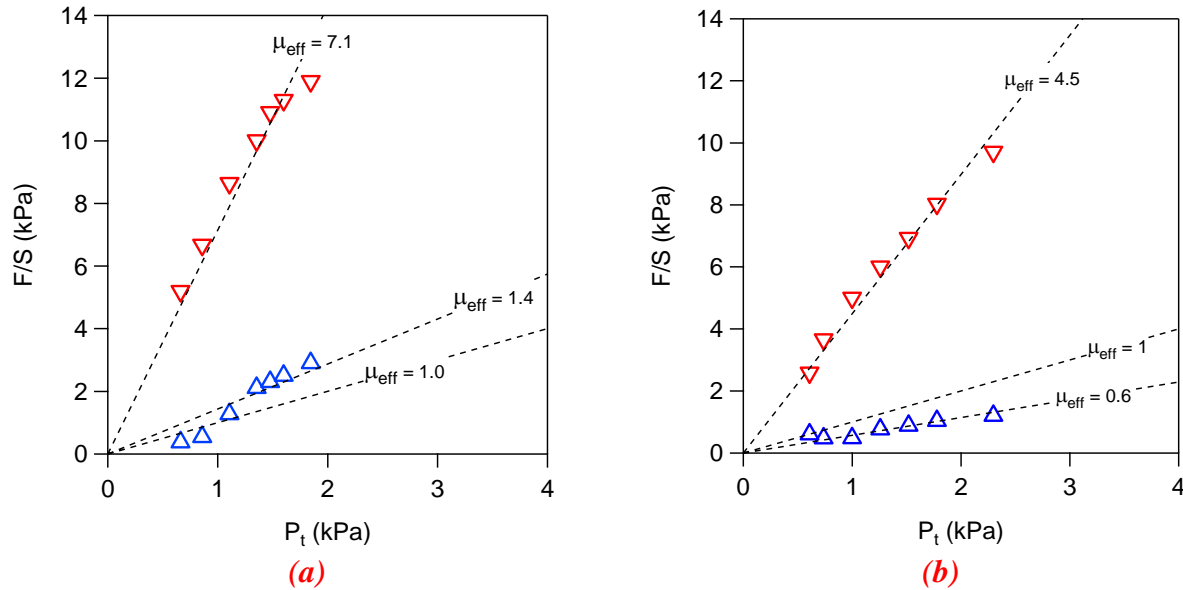 14
12
10
8
6
4
2
0
F/S (kPa)
μeff = 7.1
μeff = 1.4
μeff = 1.0
0 1 2 3 4
Pt (kPa)
(a)
14
12
10
8
6
4
2
0
F/S (kPa)
μeff = 4.5
μeff = 1
μeff = 0.6
0 1 2 3 4
Pt (kPa)
(b)